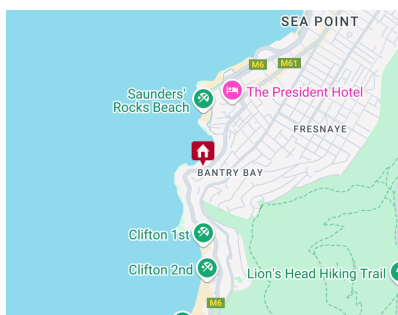 SEA POINT
M6
M61
Saunders'
Rocks Beach
The President Hotel
FRESNAYE
BANTRY BAY
Clifton 1st
Clifton 2nd
Lion's Head Hiking Trail
M6